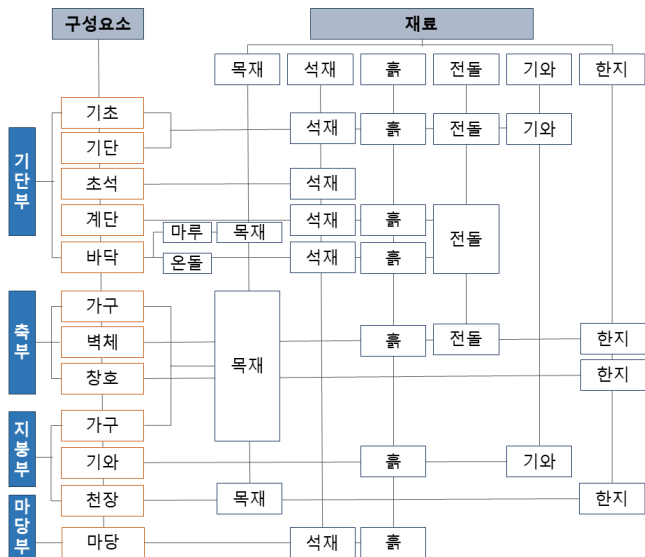 구성요소 재료
목재 석재 흙 전돌 기와 한지
기단부
기초
석재 흙 전돌 기와
기단
초석 석재
계단 석재 흙
전돌
마루 목재
바닥
온돌 석재 흙
축부
가구
목재
벽체 흙 전돌 한지
창호 한지
지붕부
가구
기와 흙 기와
천장 목재 한지
마당부
마당 석재 흙